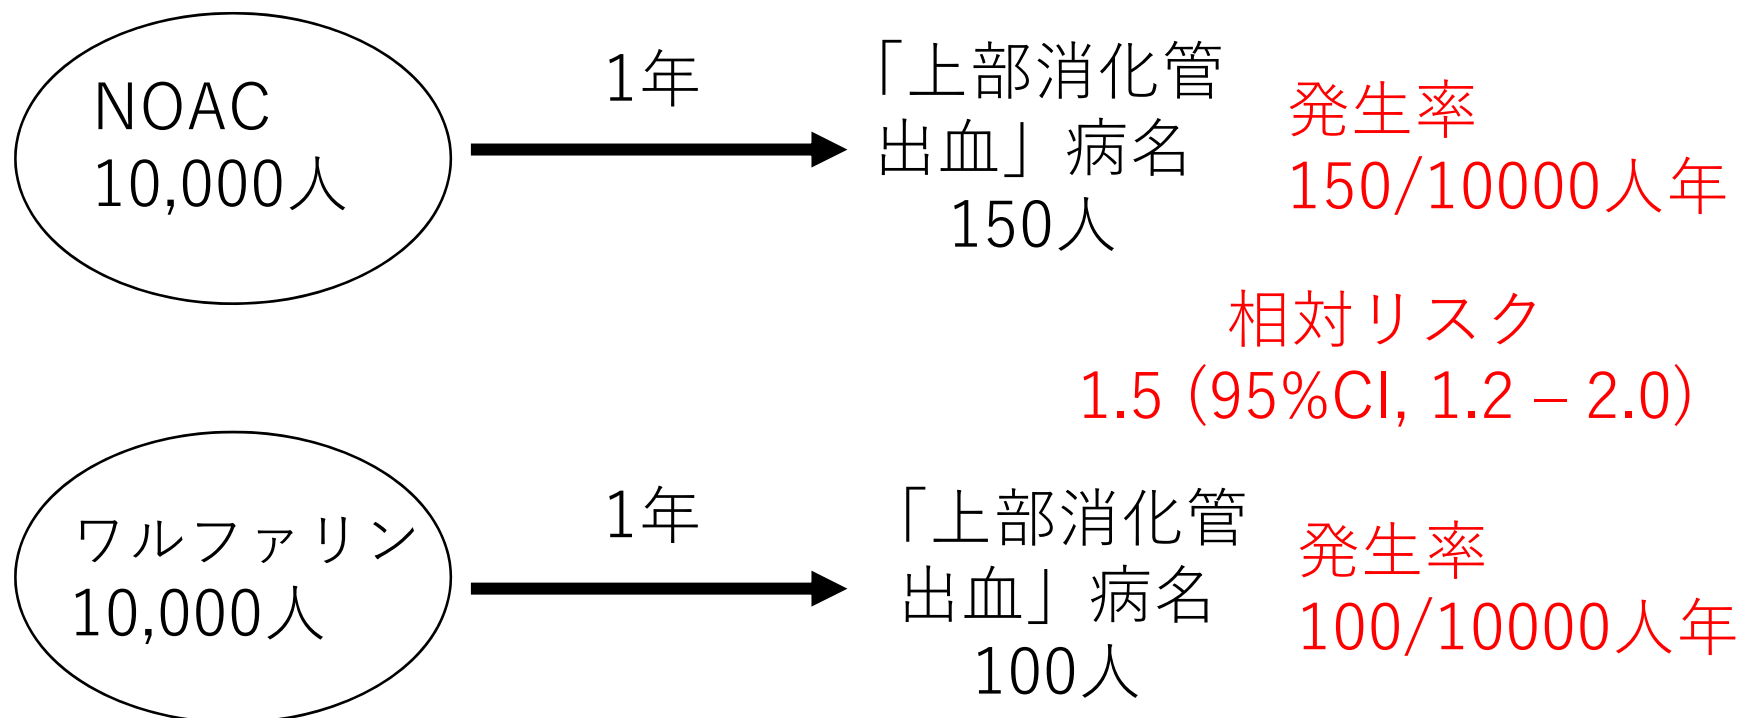 NOAC
10,000人
1年
「上部消化管
出血」病名
150人
発生率
150/10000人年
相対リスク
1.5 (95%CI, 1.2 – 2.0)
ワルファリン
10,000人
1年
「上部消化管
出血」病名
100人
発生率
100/10000人年